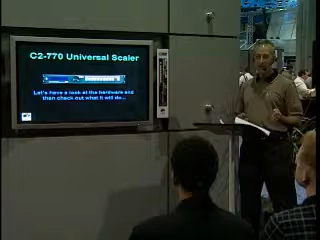 C2-770 Universal Scaler
Let's have a look at the hardware and
then check out what it will do...